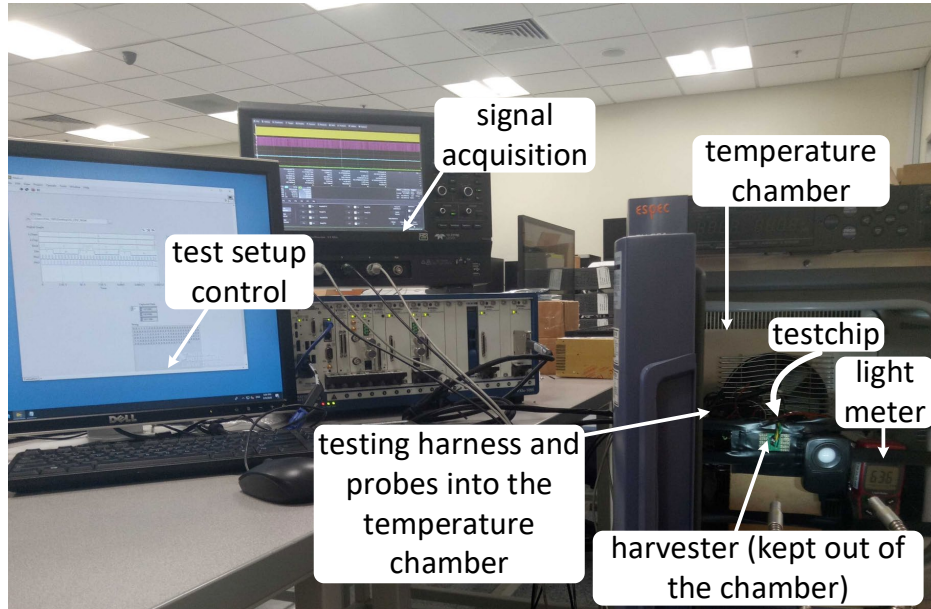 signal
acquisition
temperature
chamber
ESPEC
test setup
control
testchip
light
meter
DELL
testing harness and
probes into the
temperature
chamber
636
harvester (kept out of
the chamber)